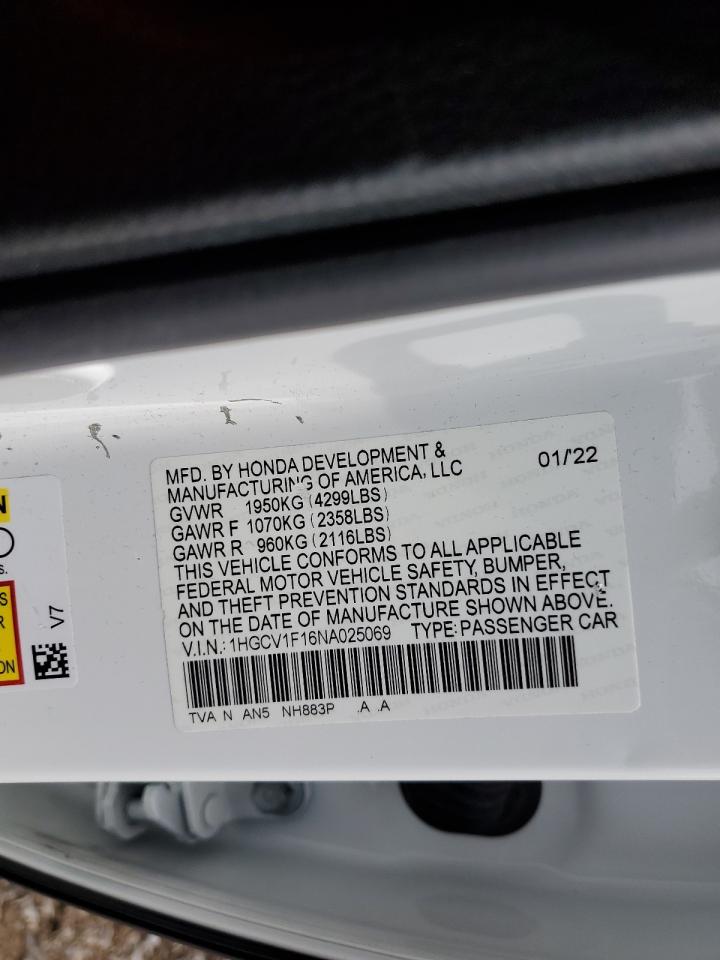 MFD. BY HONDA DEVELOPMENT &
MANUFACTURING OF AMERICA, LLC 01/'22
GVWR 1950KG (4299LBS)
GAWR F 1070KG (2358LBS)
GAWR R 960KG (2116LBS)
THIS VEHICLE CONFORMS TO ALL APPLICABLE
FEDERAL MOTOR VEHICLE SAFETY, BUMPER,
AND THEFT PREVENTION STANDARDS IN EFFECT
ON THE DATE OF MANUFACTURE SHOWN ABOVE.
V.I.N.: 1HGCV1F16NA025069 TYPE: PASSENGER CAR
TVA N AN5 NH883P .A .A
V7